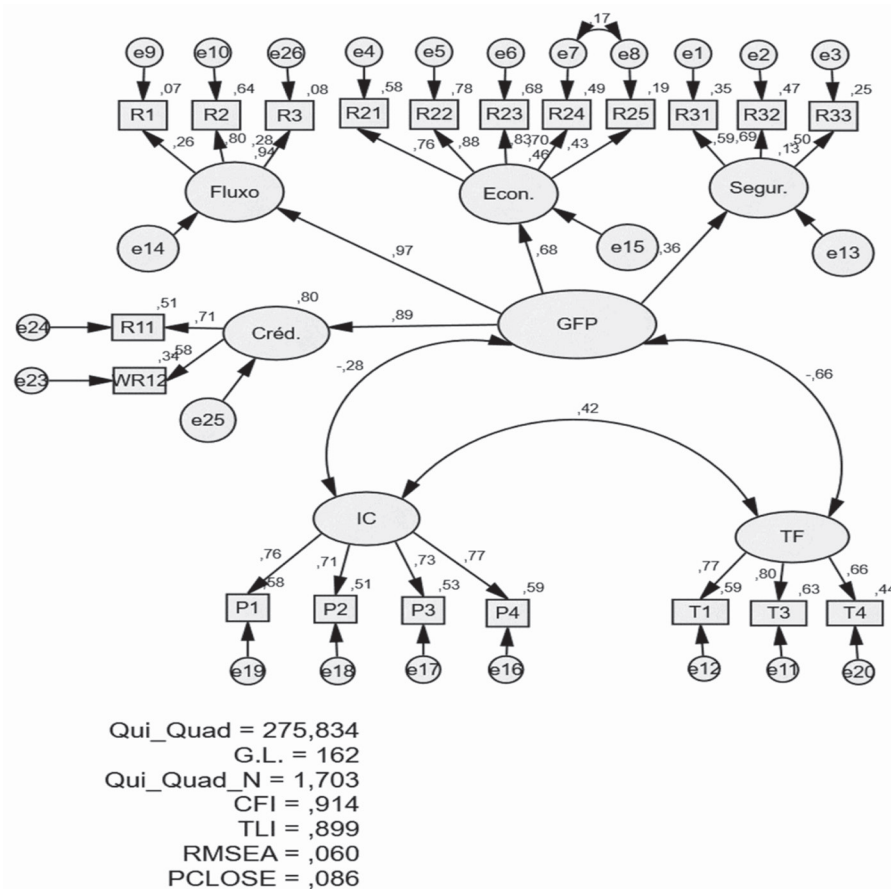 ,17
e9 e10 e26 e4 e5 e6 e7 e8 e1 e2 e3
,07 ,64 ,08 ,58 ,78 ,68 ,49 ,19 ,35 ,47 ,25
R1 R2 R3 R21 R22 R23 R24 R25 R31 R32 R33
,26 ,80 ,28 ,94 ,76 ,88 ,83 ,70 ,46 ,43 ,59 ,69 ,13 ,50
Fluxo Econ. Segur.
e14 e15 e13
,97 ,68 ,36
,51 ,80
e24 R11 ,71 Créd. ,89 GFP
,34 ,58
e23 WR12
e25
-,28 -,66
,42
IC TF
,76 ,71 ,73 ,77 ,77 ,80 ,66
,58 ,51 ,53 ,59 ,59 ,63 ,44
P1 P2 P3 P4 T1 T3 T4
e19 e18 e17 e16 e12 e11 e20
Qui_Quad = 275,834
G.L. = 162
Qui_Quad_N = 1,703
CFI = ,914
TLI = ,899
RMSEA = ,060
PCLOSE = ,086